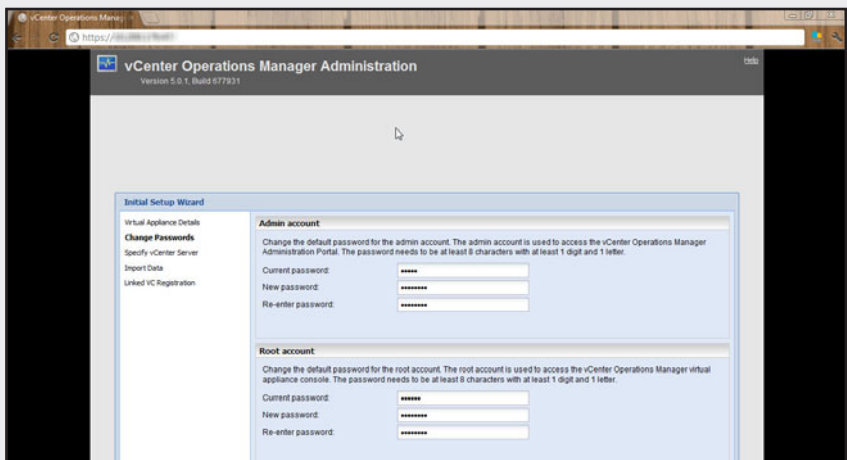 vCenter Operations Mana
https://
vCenter Operations Manager Administration
Version 5.0.1, Build 677931
Help
Initial Setup Wizard
Virtual Appliance Details
Change Passwords
Specify vCenter Server
Import Data
Linked VC Registration
Admin account
Change the default password for the admin account. The admin account is used to access the vCenter Operations Manager
Administration Portal. The password needs to be at least 8 characters with at least 1 digit and 1 letter.
Current password:
New password:
Re-enter password:
Root account
Change the default password for the root account. The root account is used to access the vCenter Operations Manager virtual
appliance console. The password needs to be at least 8 characters with at least 1 digit and 1 letter.
Current password:
New password:
Re-enter password: